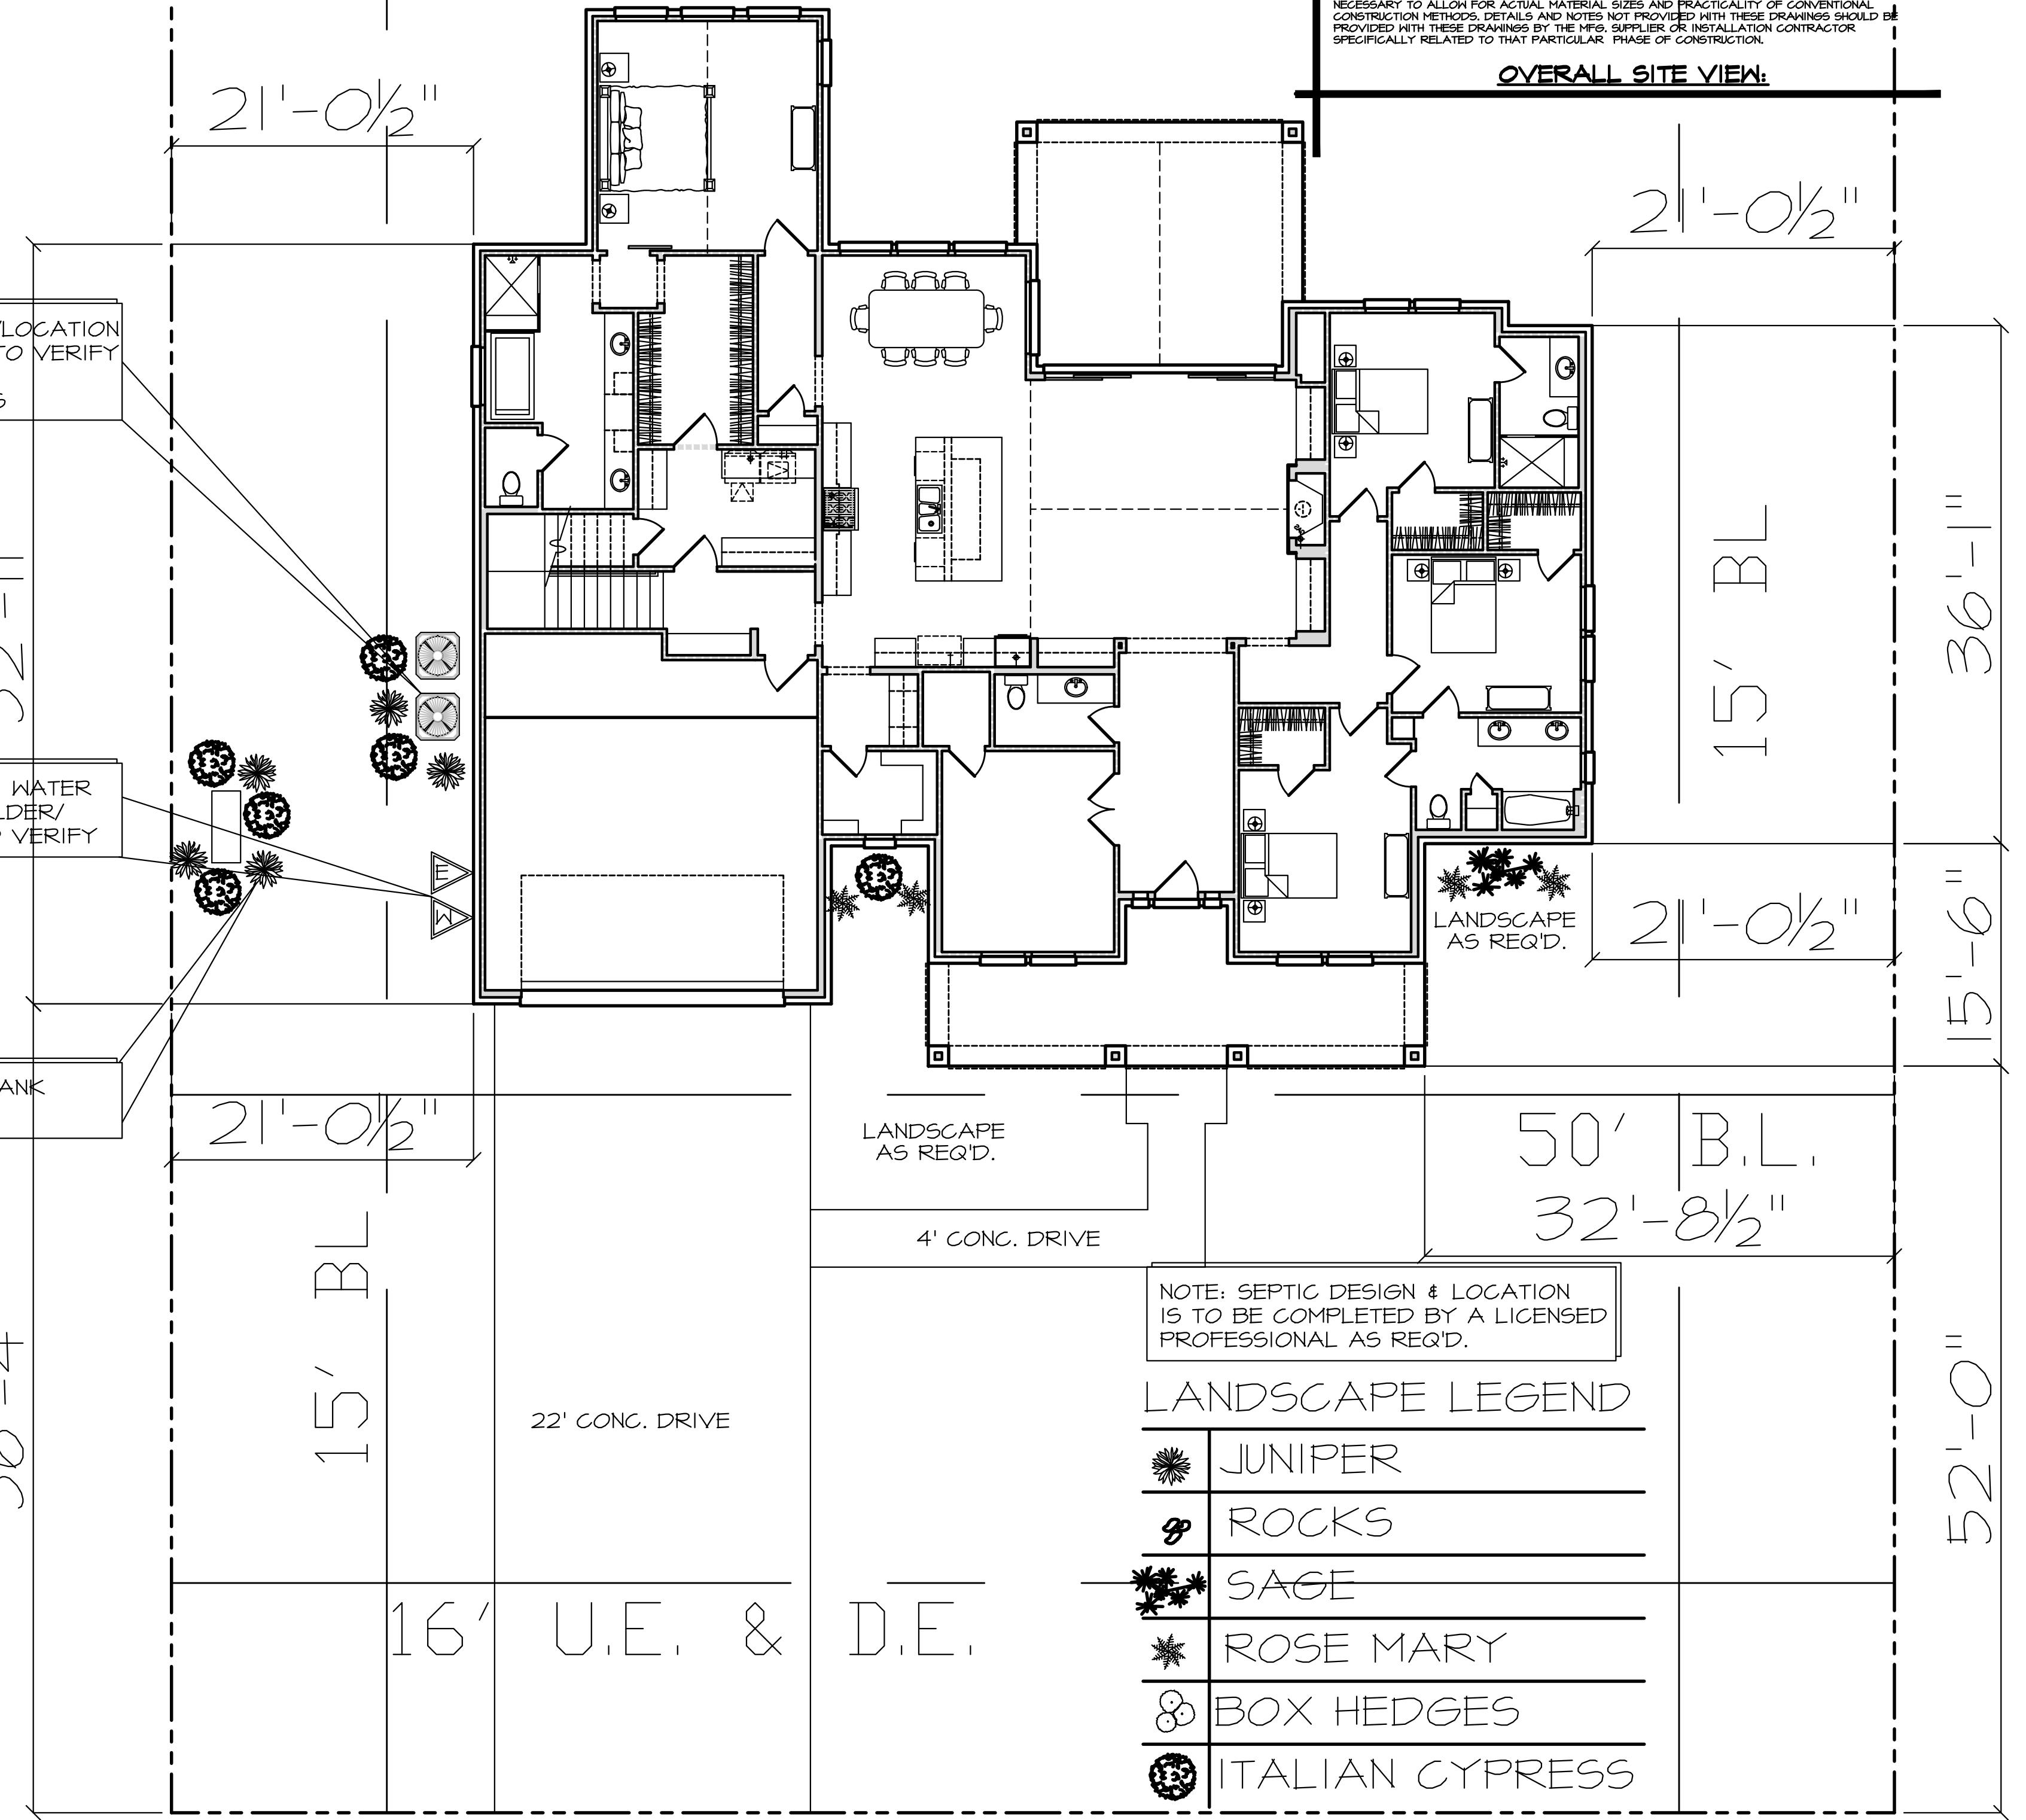 NECESSARY TO ALLOW FOR ACTUAL MATERIAL SIZES AND PRACTICALITY OF CONVENTIONAL
CONSTRUCTION METHODS. DETAILS AND NOTES NOT PROVIDED WITH THESE DRAWINGS SHOULD BE
PROVIDED WITH THESE DRAWINGS BY THE MFG. SUPPLIER OR INSTALLATION CONTRACTOR
SPECIFICALLY RELATED TO THAT PARTICULAR PHASE OF CONSTRUCTION.
OVERALL SITE VIEW:
21'-0½"
21'-0½"
LOCATION
TO VERIFY
15' BL
36'-1"
WATER
VERIFY
E
W
LANDSCAPE
AS REQ'D.
21'-0½"
15'-6"
21'-0½"
LANDSCAPE
AS REQ'D.
50' B.L.
32'-8½"
4' CONC. DRIVE
15' BL
NOTE: SEPTIC DESIGN & LOCATION
IS TO BE COMPLETED BY A LICENSED
PROFESSIONAL AS REQ'D.
22' CONC. DRIVE
52'-0"
LANDSCAPE LEGEND
JUNIPER
ROCKS
SAGE
ROSE MARY
BOX HEDGES
ITALIAN CYPRESS
16' U.E. & D.E.